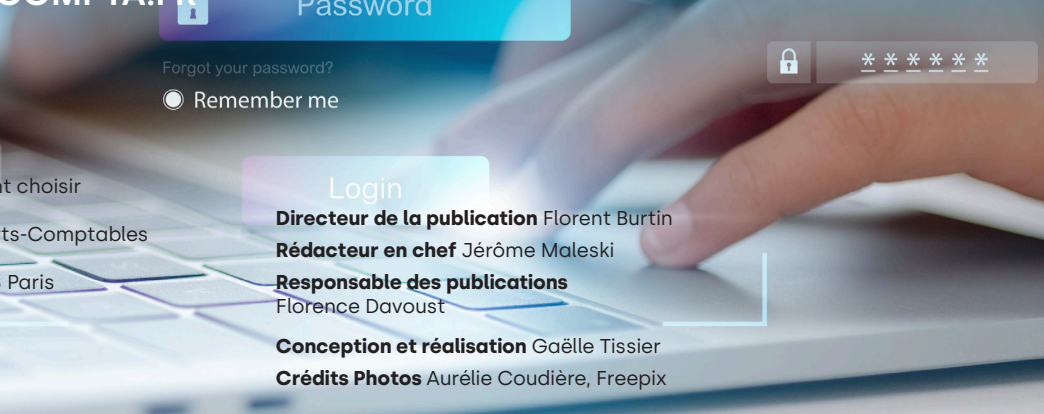 COMPTA.FR
Password
Forgot your password?
Remember me
******
Login
t choisir
ts-Comptables
Paris
Directeur de la publication Florent Burtin
Rédacteur en chef Jérôme Maleski
Responsable des publications
Florence Davoust
Conception et réalisation Gaëlle Tissier
Crédits Photos Aurélie Coudière, Freepix